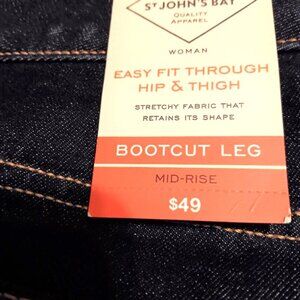 ST JOHN'S BAY
QUALITY
APPAREL
WOMAN
EASY FIT THROUGH
HIP & THIGH
STRETCHY FABRIC THAT
RETAINS ITS SHAPE
BOOTCUT LEG
MID-RISE
$49